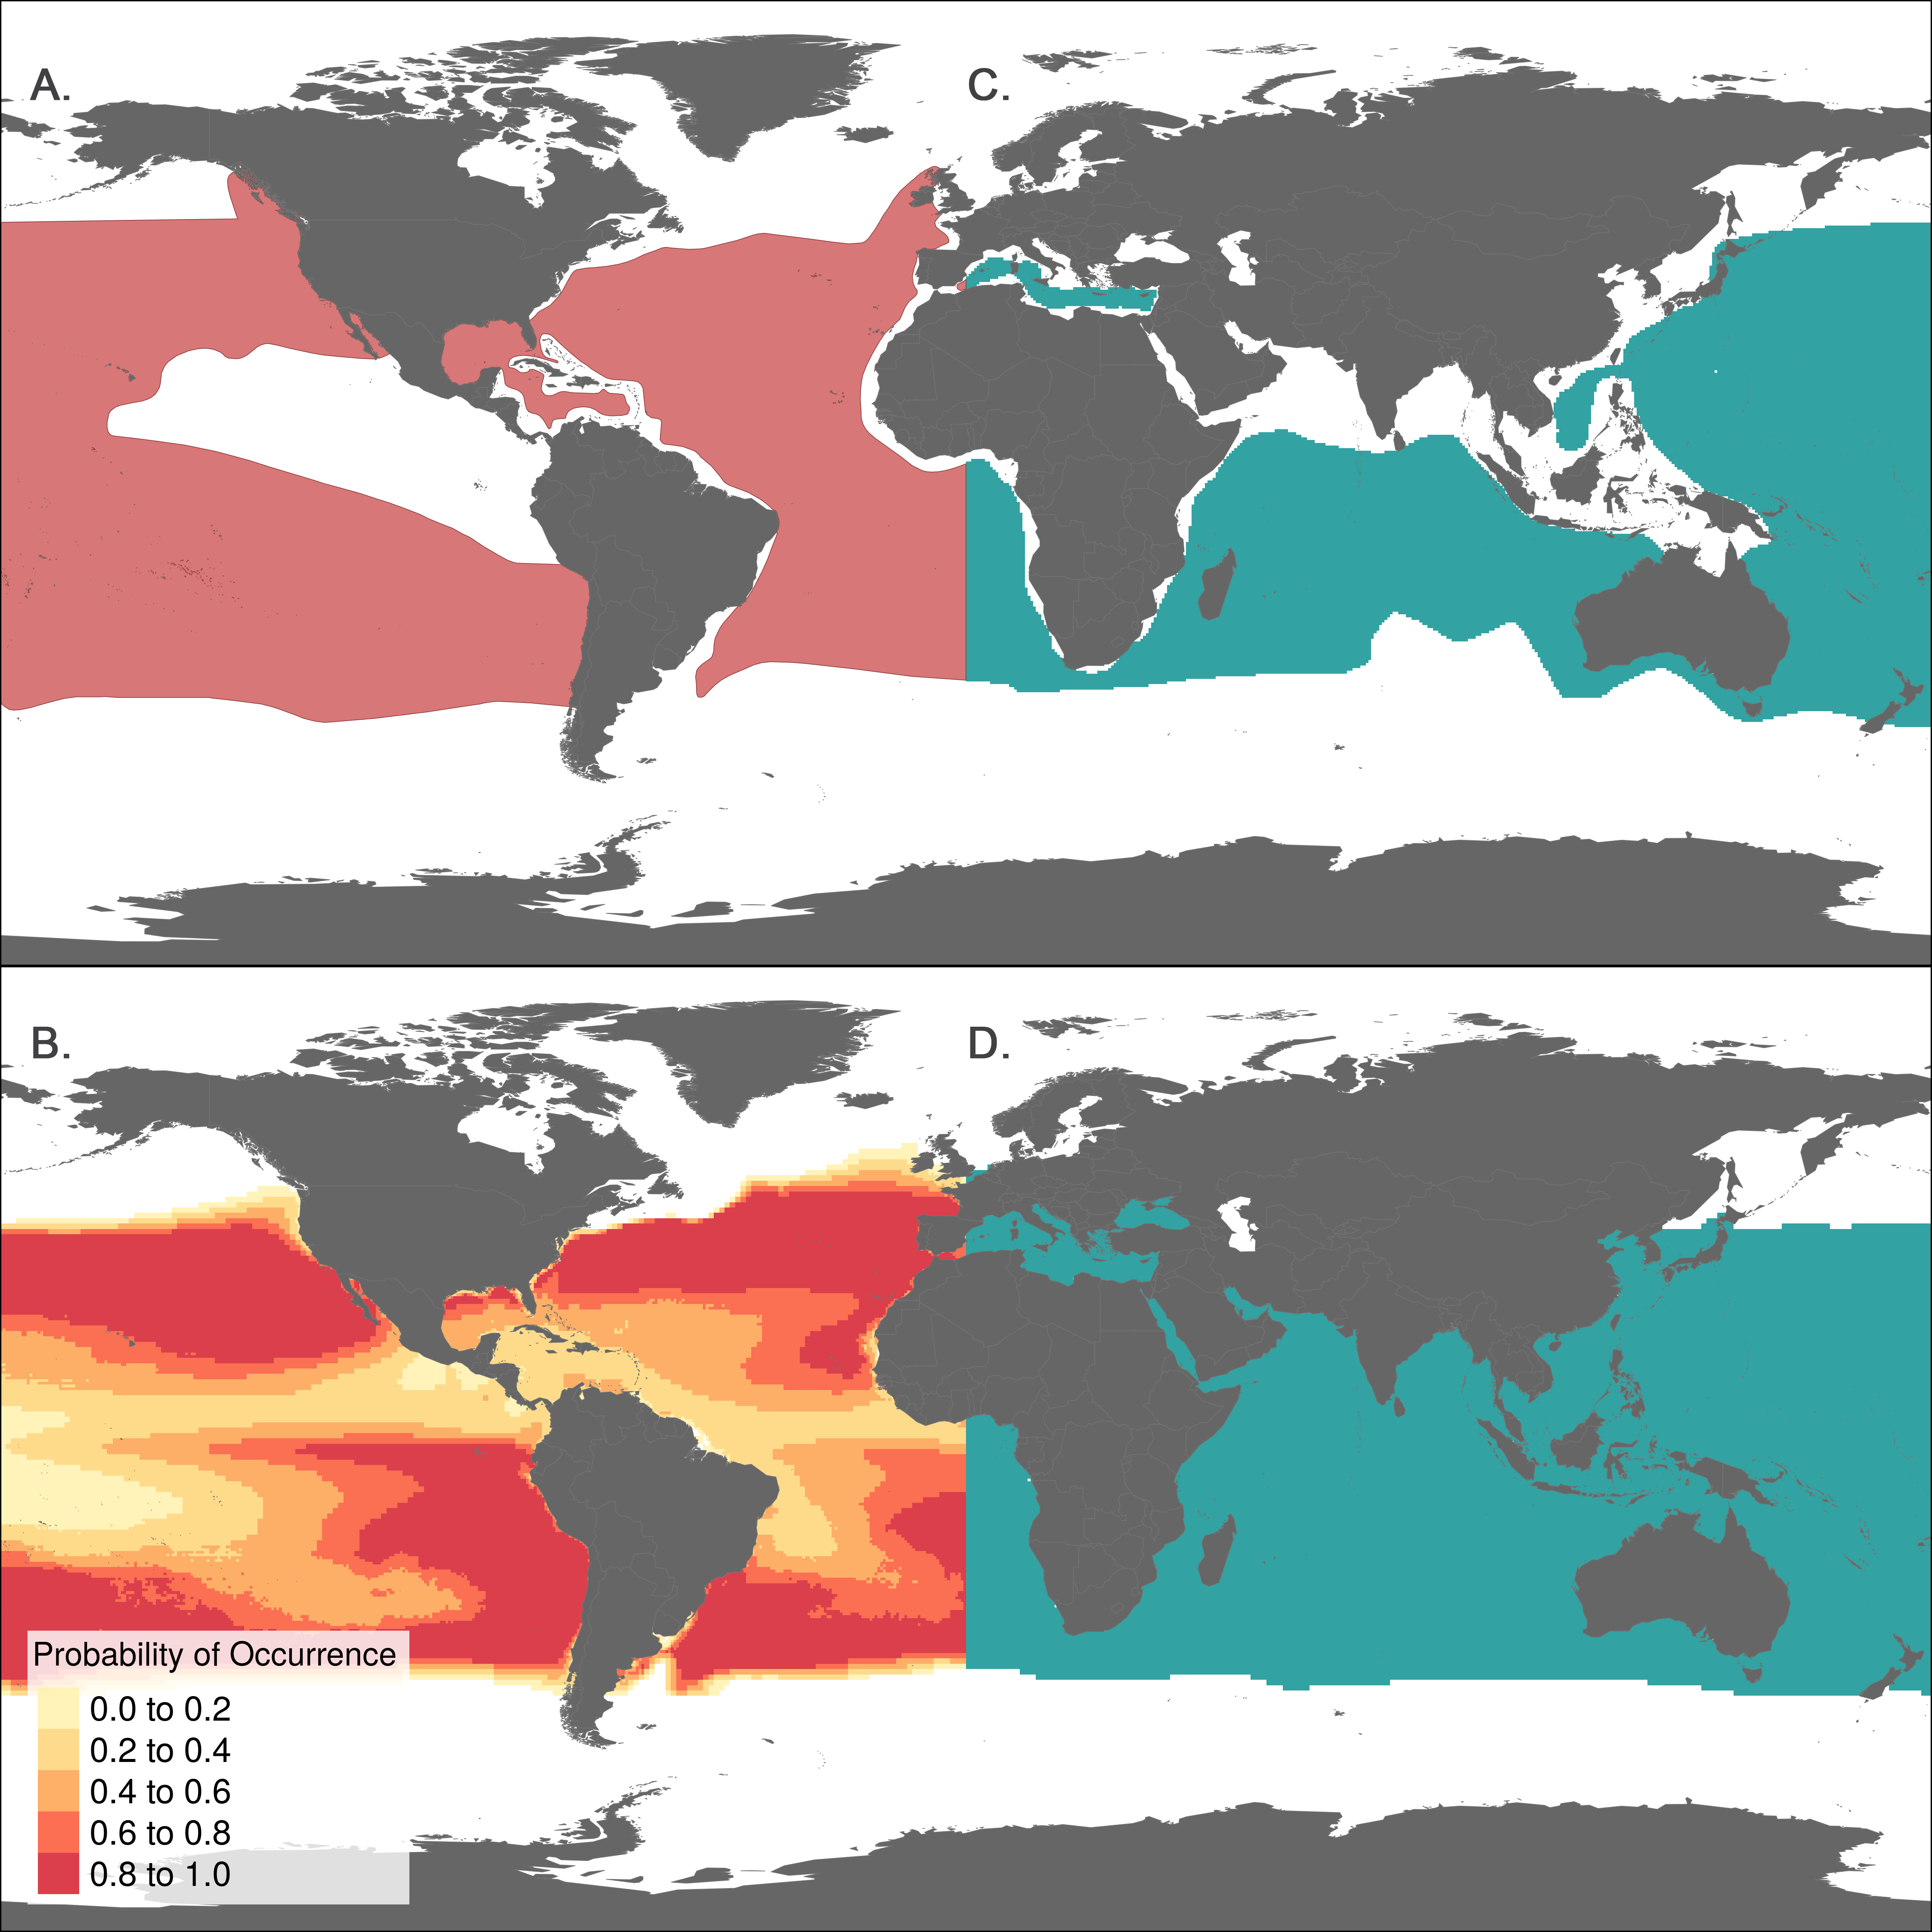 A.
C.
B.
D.
Probability of Occurrence
0.0 to 0.2
0.2 to 0.4
0.4 to 0.6
0.6 to 0.8
0.8 to 1.0